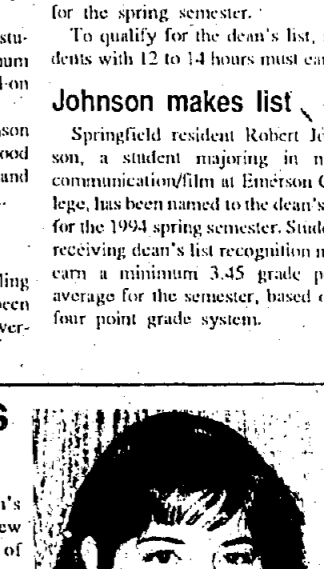 stu-
num
l-on
son
ood
and
ling
been
ver-
for the spring semester.
To qualify for the dean's list,
dents with 12 to 14 hours must
Johnson makes list
Springfield resident Robert
son, a student majoring in
communication/film at Emerson
lege, has been named to the dean's
for the 1994 spring semester.
receiving dean's list recognition
earn a minimum 3.45 grade
average for the semester, based
four point grade system.
S
n's
ew
of